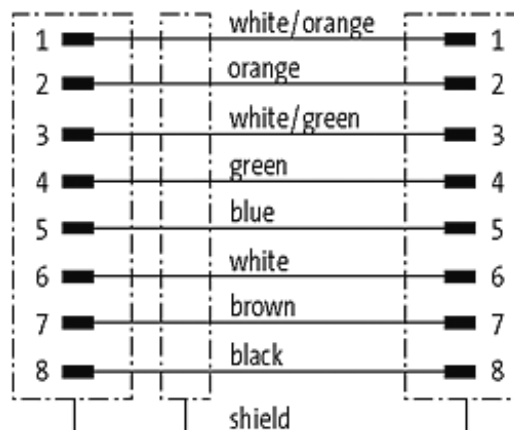 1 white/orange 1
2 orange 2
3 white/green 3
4 green 4
5 blue 5
6 white 6
7 brown 7
8 black 8
shield